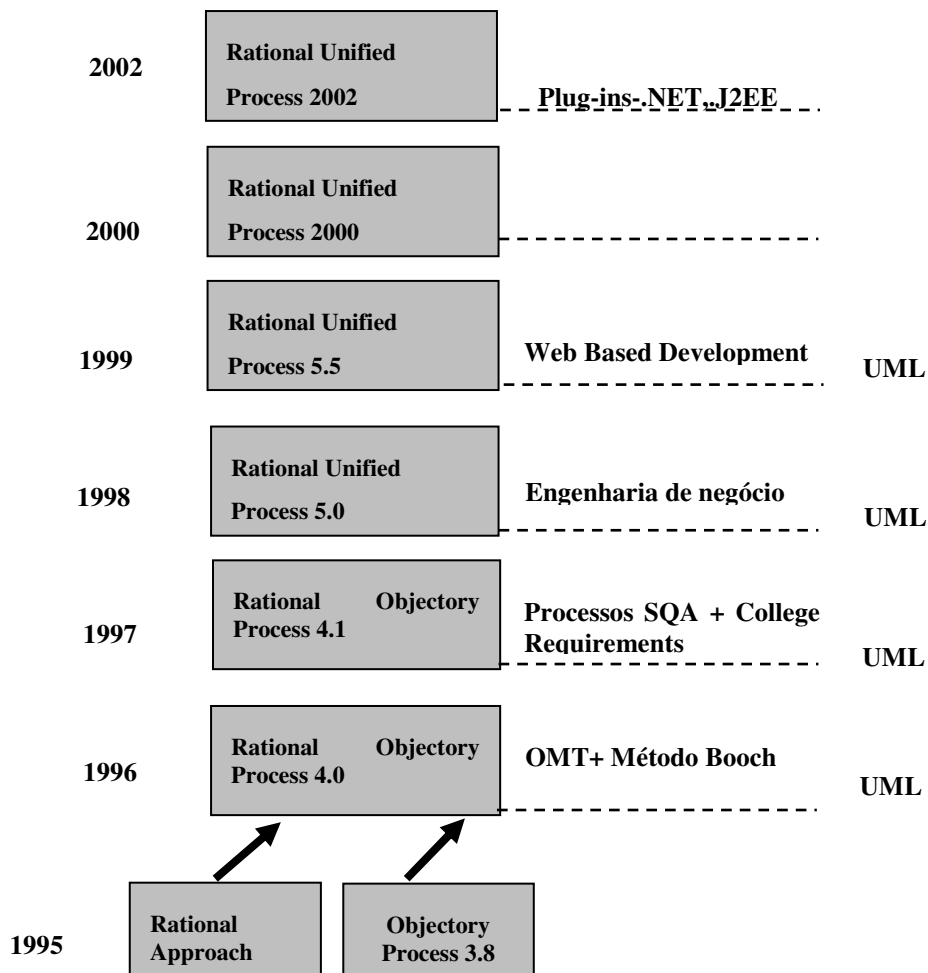 2002
Rational Unified
Process 2002
Plug-ins-.NET,.J2EE
Rational Unified
2000
Process 2000
Rational Unified
1999
Process 5.5
Web Based Development
UML
Rational Unified
1998
Process 5.0
Engenharia de negócio
UML
Rational Objectory
Process 4.1
1997
Processos SQA + College
Requirements
UML
Rational Objectory
Process 4.0
1996
OMT+ Método Booch
UML
1995
Rational
Approach
Objectory
Process 3.8